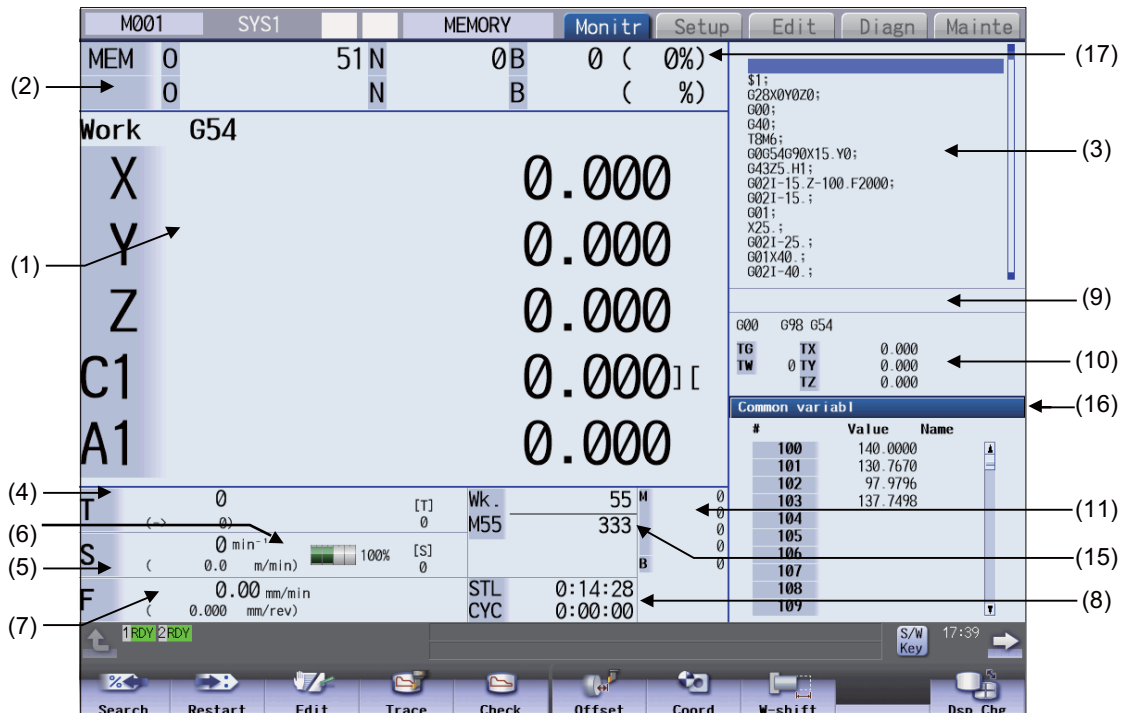 M001 SYS1 MEMORY Monitr Setup Edit Diagn Mainte
MEM O 51 N 0 B 0 ( 0%) (17)
(2) O N B ( %)
Work G54
X 0.000
Y 0.000
(1)
Z 0.000
C1 0.000 ][
A1 0.000
$1;
G28X0Y0Z0;
G00;
G40;
T8M6;
G0G54G90X15.Y0; (3)
G43Z5.H1;
G02I-15.Z-100.F2000;
G02I-15.;
G01;
X25.;
G02I-25.;
G01X40.;
G02I-40.;
(9)
G00 G98 G54
TG TX 0.000
TW 0 TY 0.000 (10)
TZ 0.000
Common variabl (16)
# Value Name
100 140.0000
101 130.7670
102 97.9796
103 137.7498
104
105
106
107
108
109
(4) T 0 [T]
(-> 0) 0
(6)
S 0 min⁻¹ 100% [S]
(5) ( 0.0 m/min) 0
F 0.00 mm/min
(7) ( 0.000 mm/rev)
Wk. 55 M 0
M55 333 0 (11)
0 (15)
B 0
STL 0:14:28
CYC 0:00:00 (8)
1 RDY 2 RDY S/W Key 17:39
Search Restart Edit Trace Check Offset Coord W-shift Dsp Chg